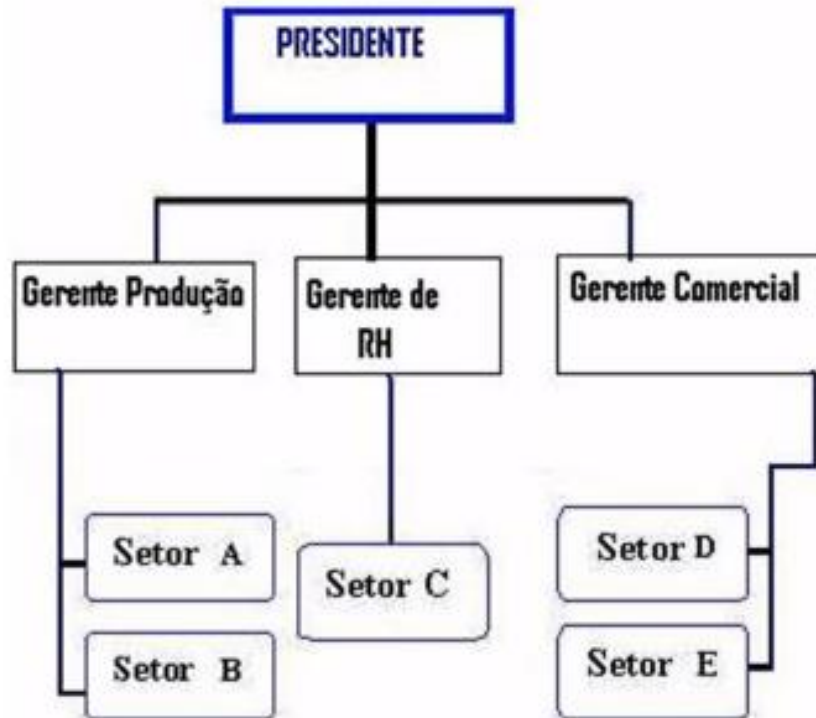 PRESIDENTE
Gerente Produção
Gerente de
RH
Gerente Comercial
Setor A
Setor B
Setor C
Setor D
Setor E